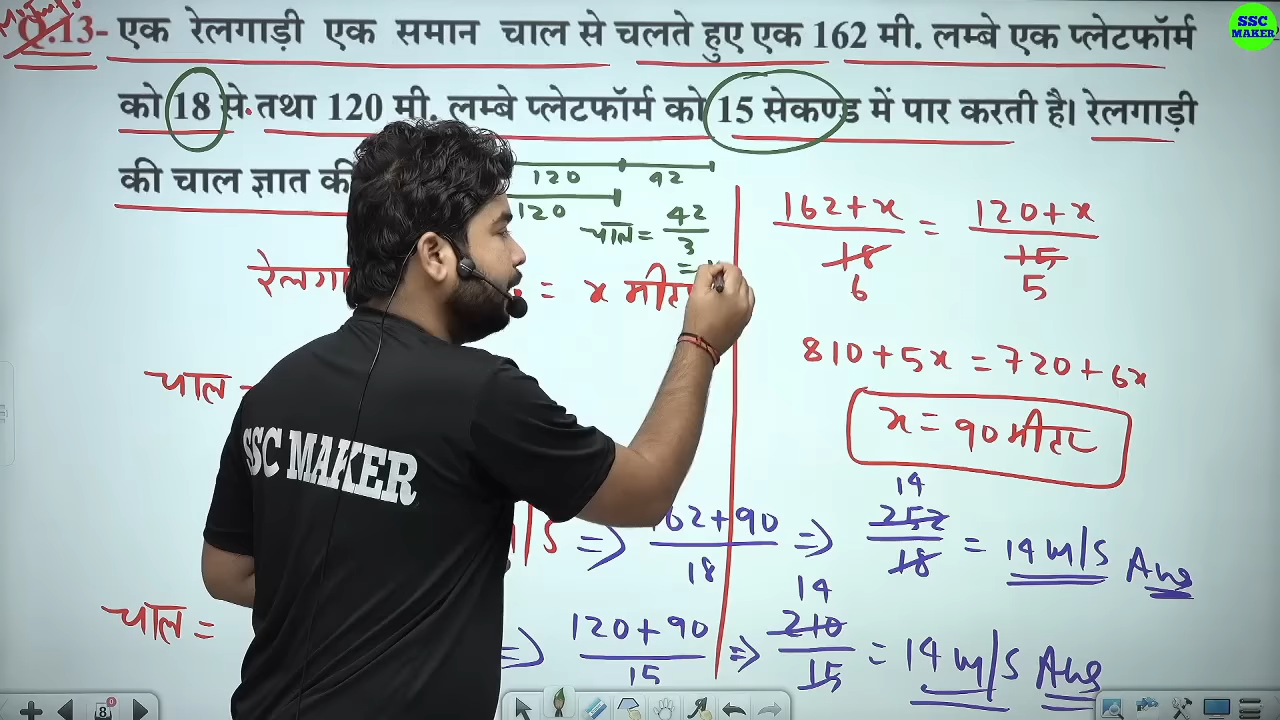 SSC MAKER
Q.13- एक रेलगाड़ी एक समान चाल से चलते हुए एक 162 मी. लम्बे एक प्लेटफॉर्म
को 18 से. तथा 120 मी. लम्बे प्लेटफॉर्म को 15 सेकण्ड में पार करती है। रेलगाड़ी
की चाल ज्ञात की
120 42
120
चाल = 42/3
=
रेलगा = x मीटर
162+x/18 = 120+x/15
6 5
810+5x = 720+6x
x = 90 मीटर
चाल
m/s ⇒ 162+90/18 ⇒ 252/18 = 14 m/s Ans
14
चाल =
⇒ 120+90/15 ⇒ 210/15 = 14 m/s Ans
14
SSC MAKER